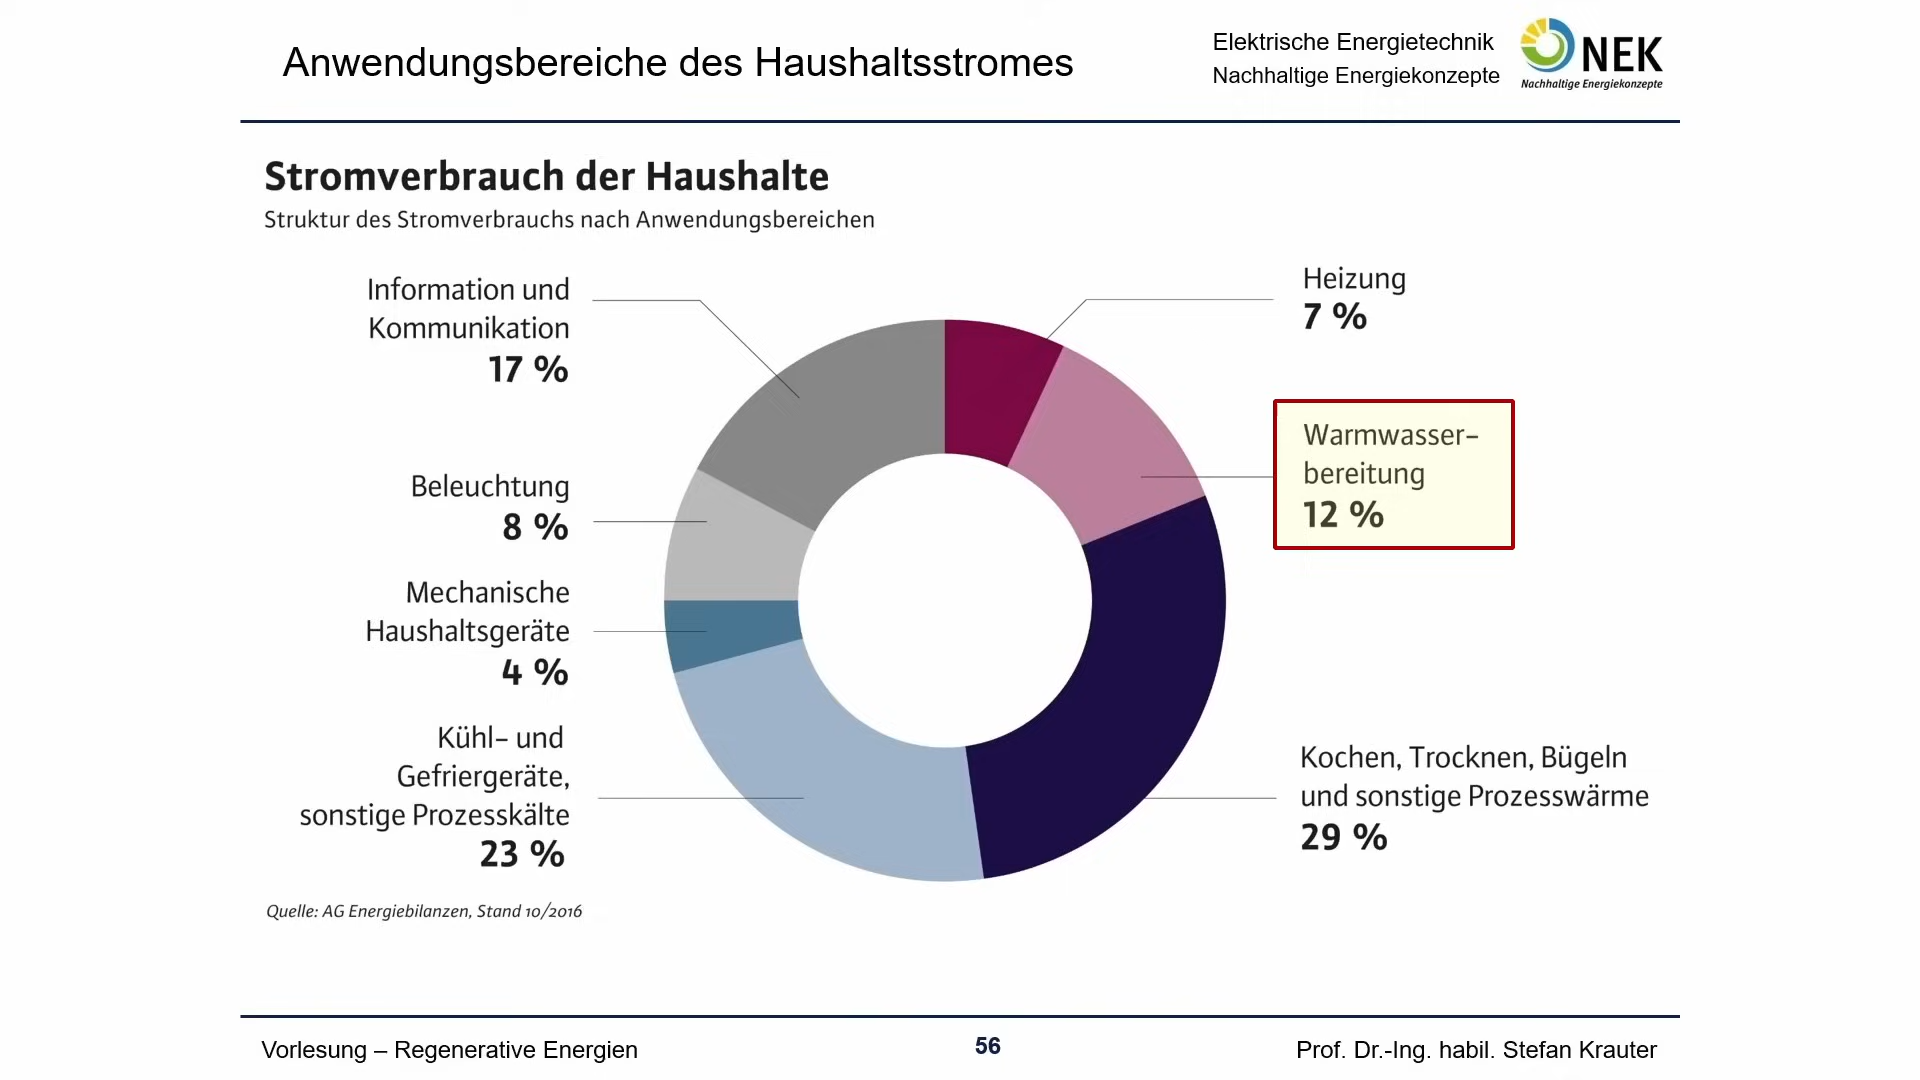 Anwendungsbereiche des Haushaltsstromes
Elektrische Energietechnik
Nachhaltige Energiekonzepte
NEK
Nachhaltige Energiekonzepte
Stromverbrauch der Haushalte
Struktur des Stromverbrauchs nach Anwendungsbereichen
Information und
Kommunikation
17 %
Beleuchtung
8 %
Mechanische
Haushaltsgeräte
4 %
Kühl- und
Gefriergeräte,
sonstige Prozesskälte
23 %
Heizung
7 %
Warmwasser-
bereitung
12 %
Kochen, Trocknen, Bügeln
und sonstige Prozesswärme
29 %
Quelle: AG Energiebilanzen, Stand 10/2016
Vorlesung – Regenerative Energien
56
Prof. Dr.-Ing. habil. Stefan Krauter